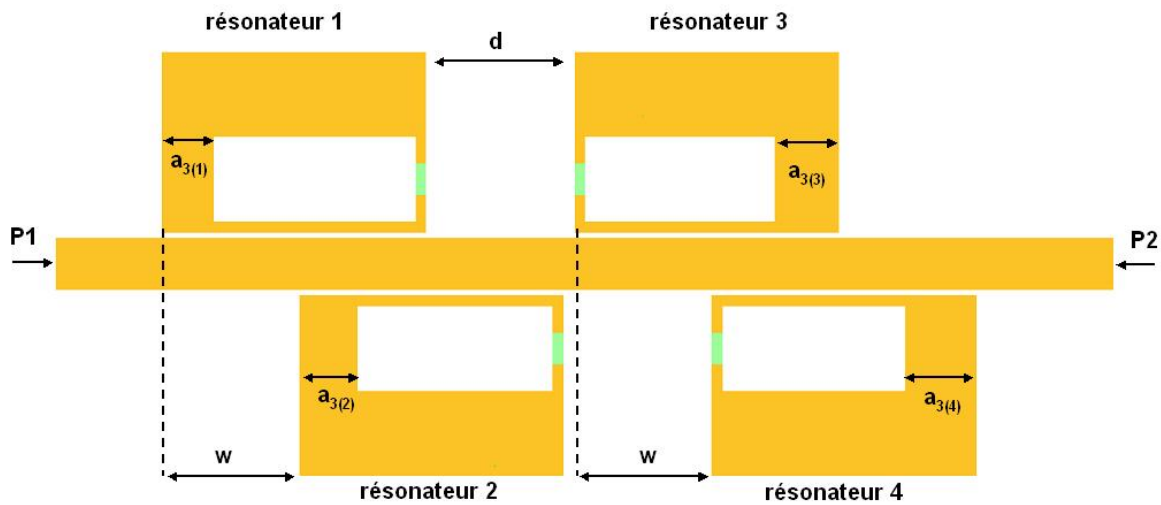 résonateur 1
résonateur 3
d
a3(1)
a3(3)
P1
P2
a3(2)
a3(4)
w
w
résonateur 2
résonateur 4